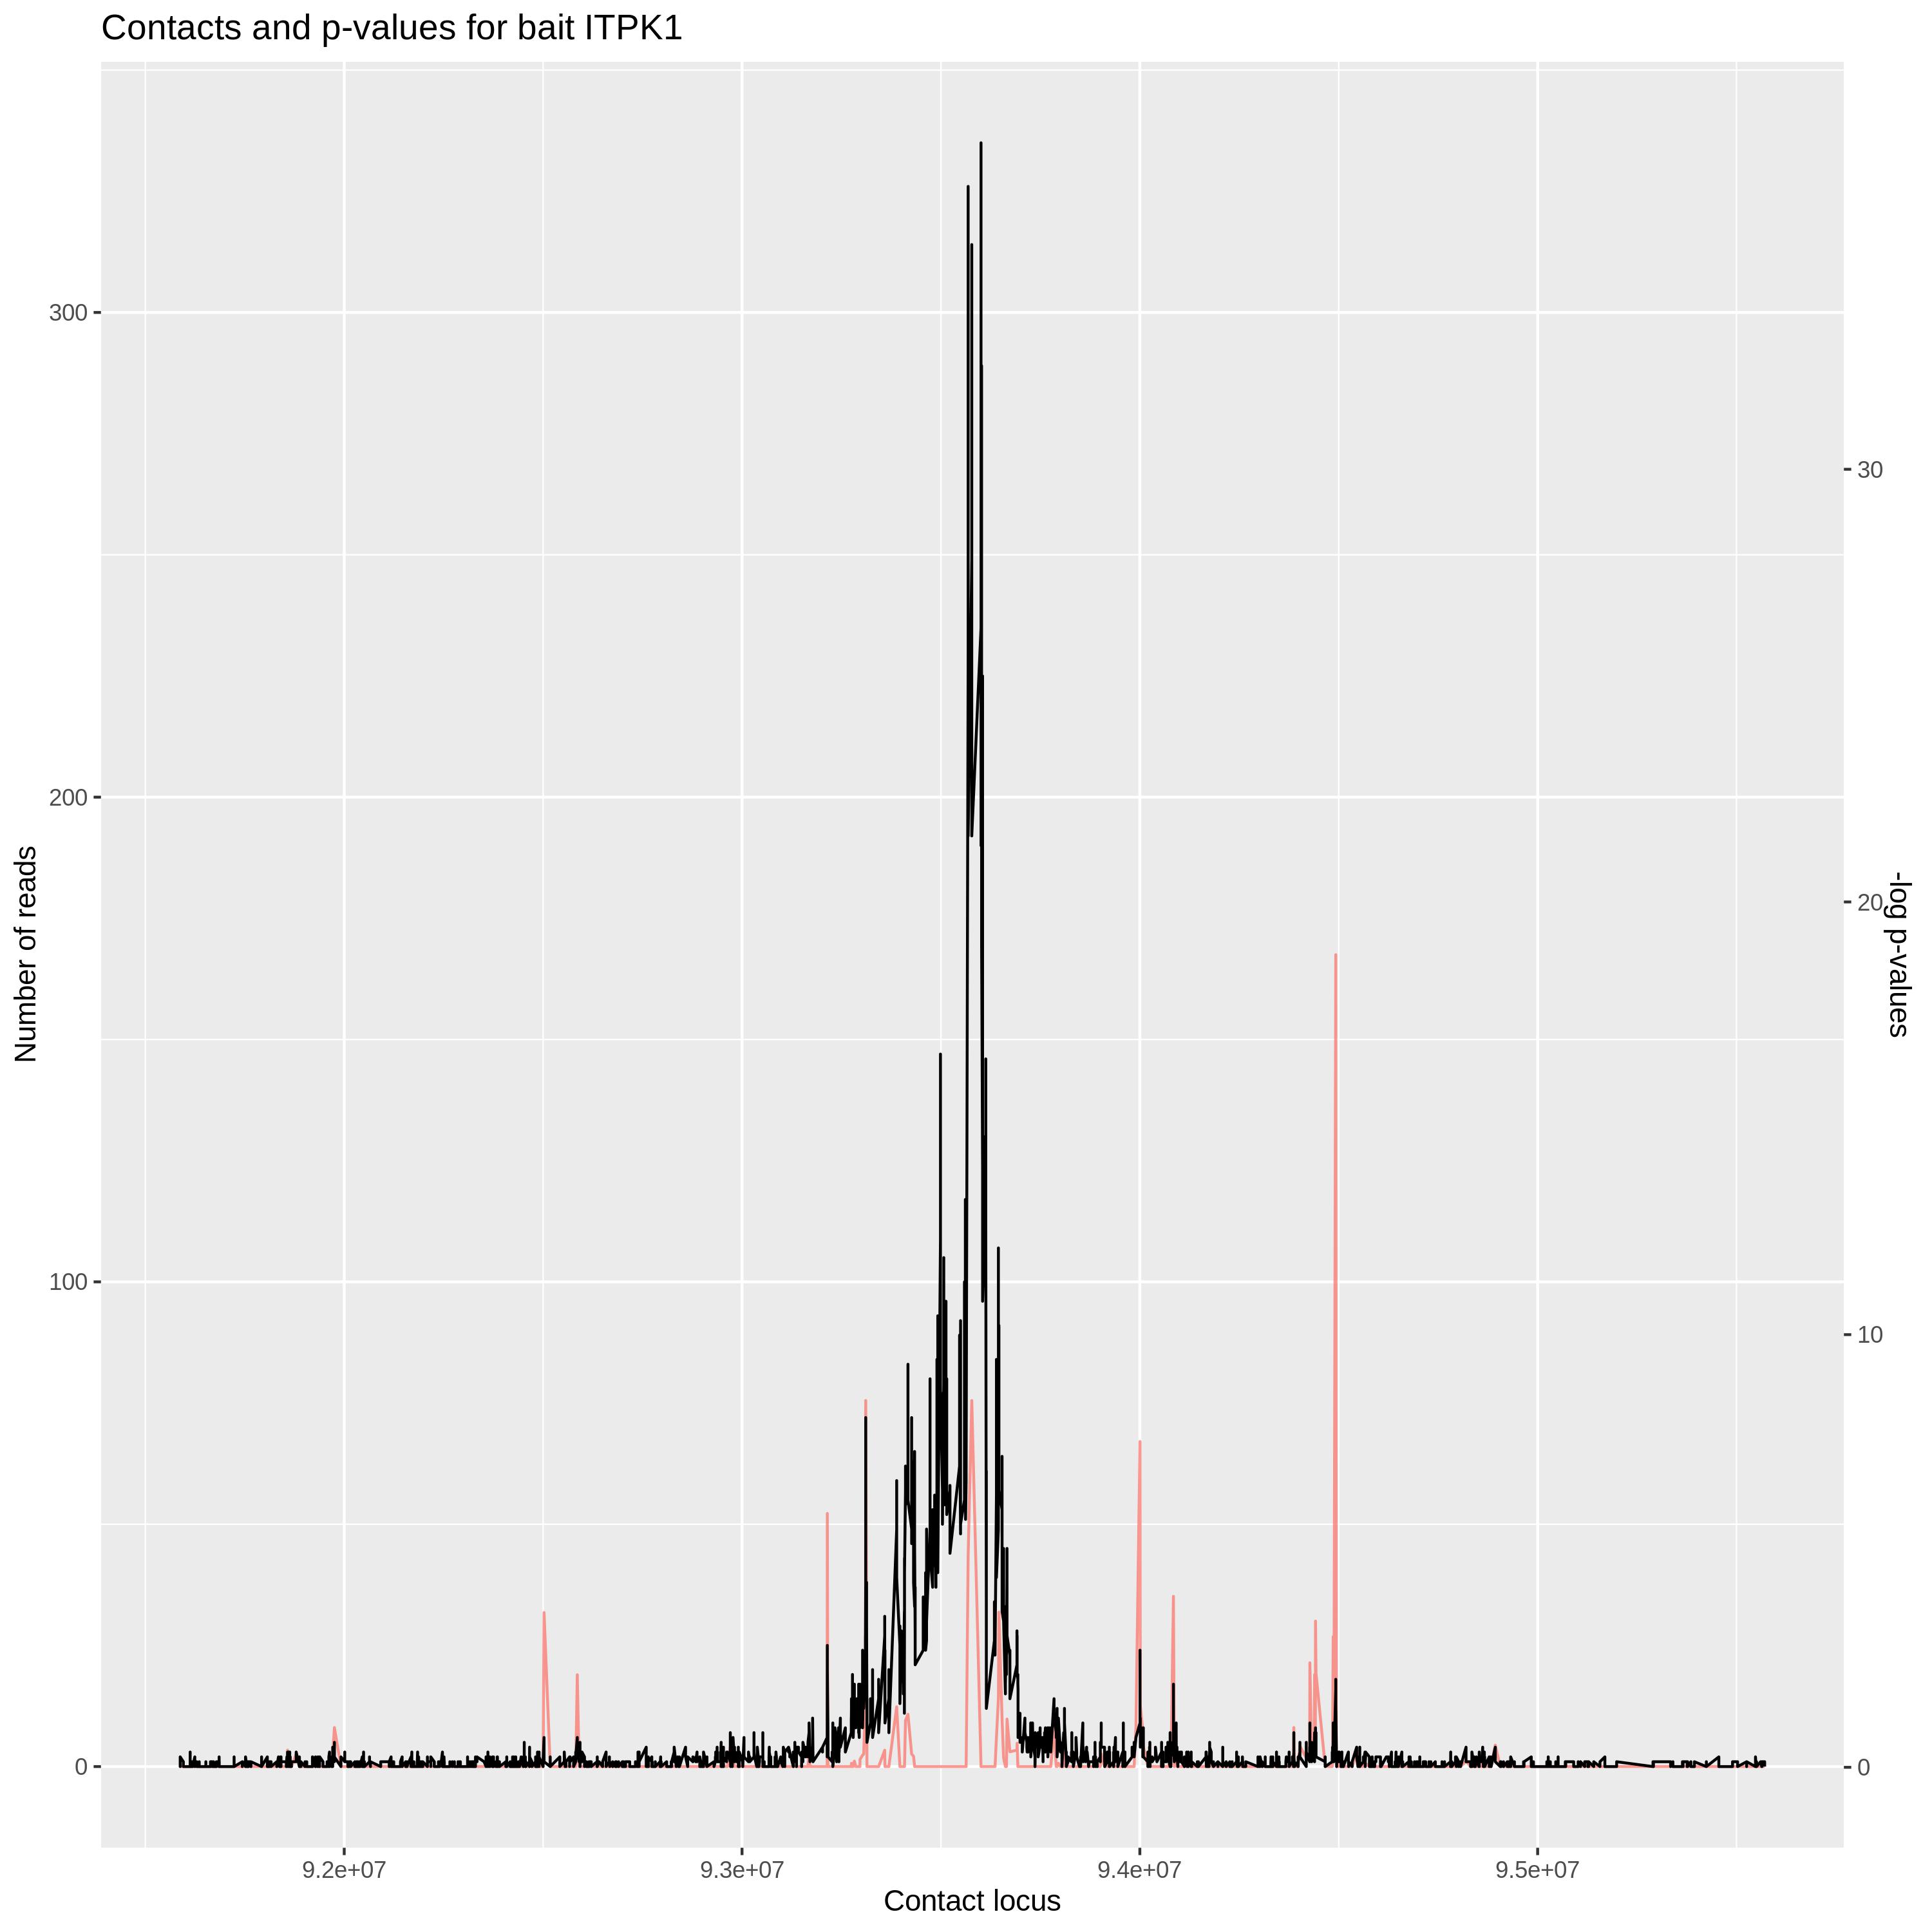 Contacts and p-values for bait ITPK1
300
200
100
0
Number of reads
30
20
10
0
-log p-values
9.2e+07
9.3e+07
9.4e+07
9.5e+07
Contact locus